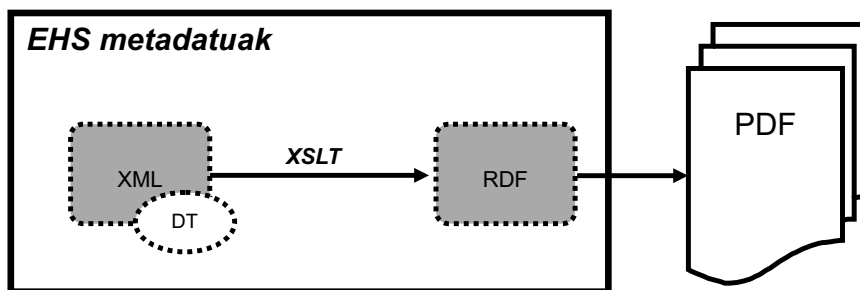 EHS metadatuak
XML
XSLT
RDF
PDF
DT